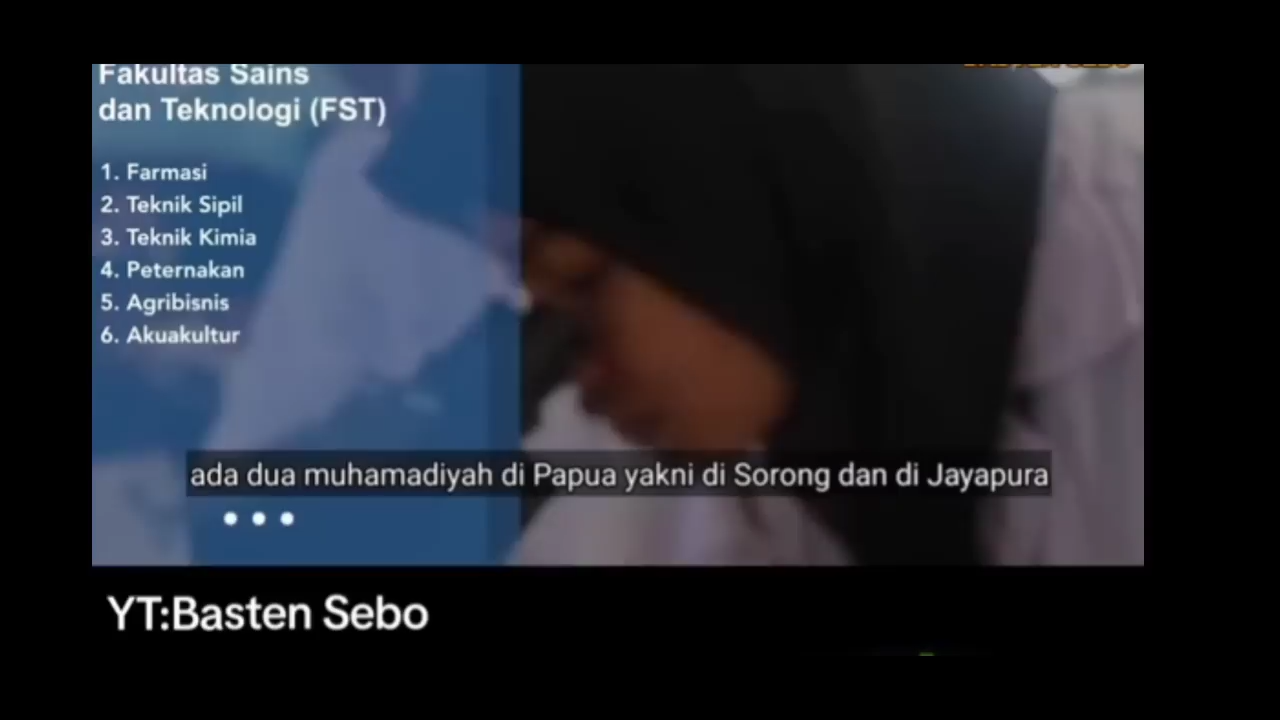 Fakultas Sains
dan Teknologi (FST)
1. Farmasi
2. Teknik Sipil
3. Teknik Kimia
4. Peternakan
5. Agribisnis
6. Akuakultur
ada dua muhamadiyah di Papua yakni di Sorong dan di Jayapura
YT:Basten Sebo